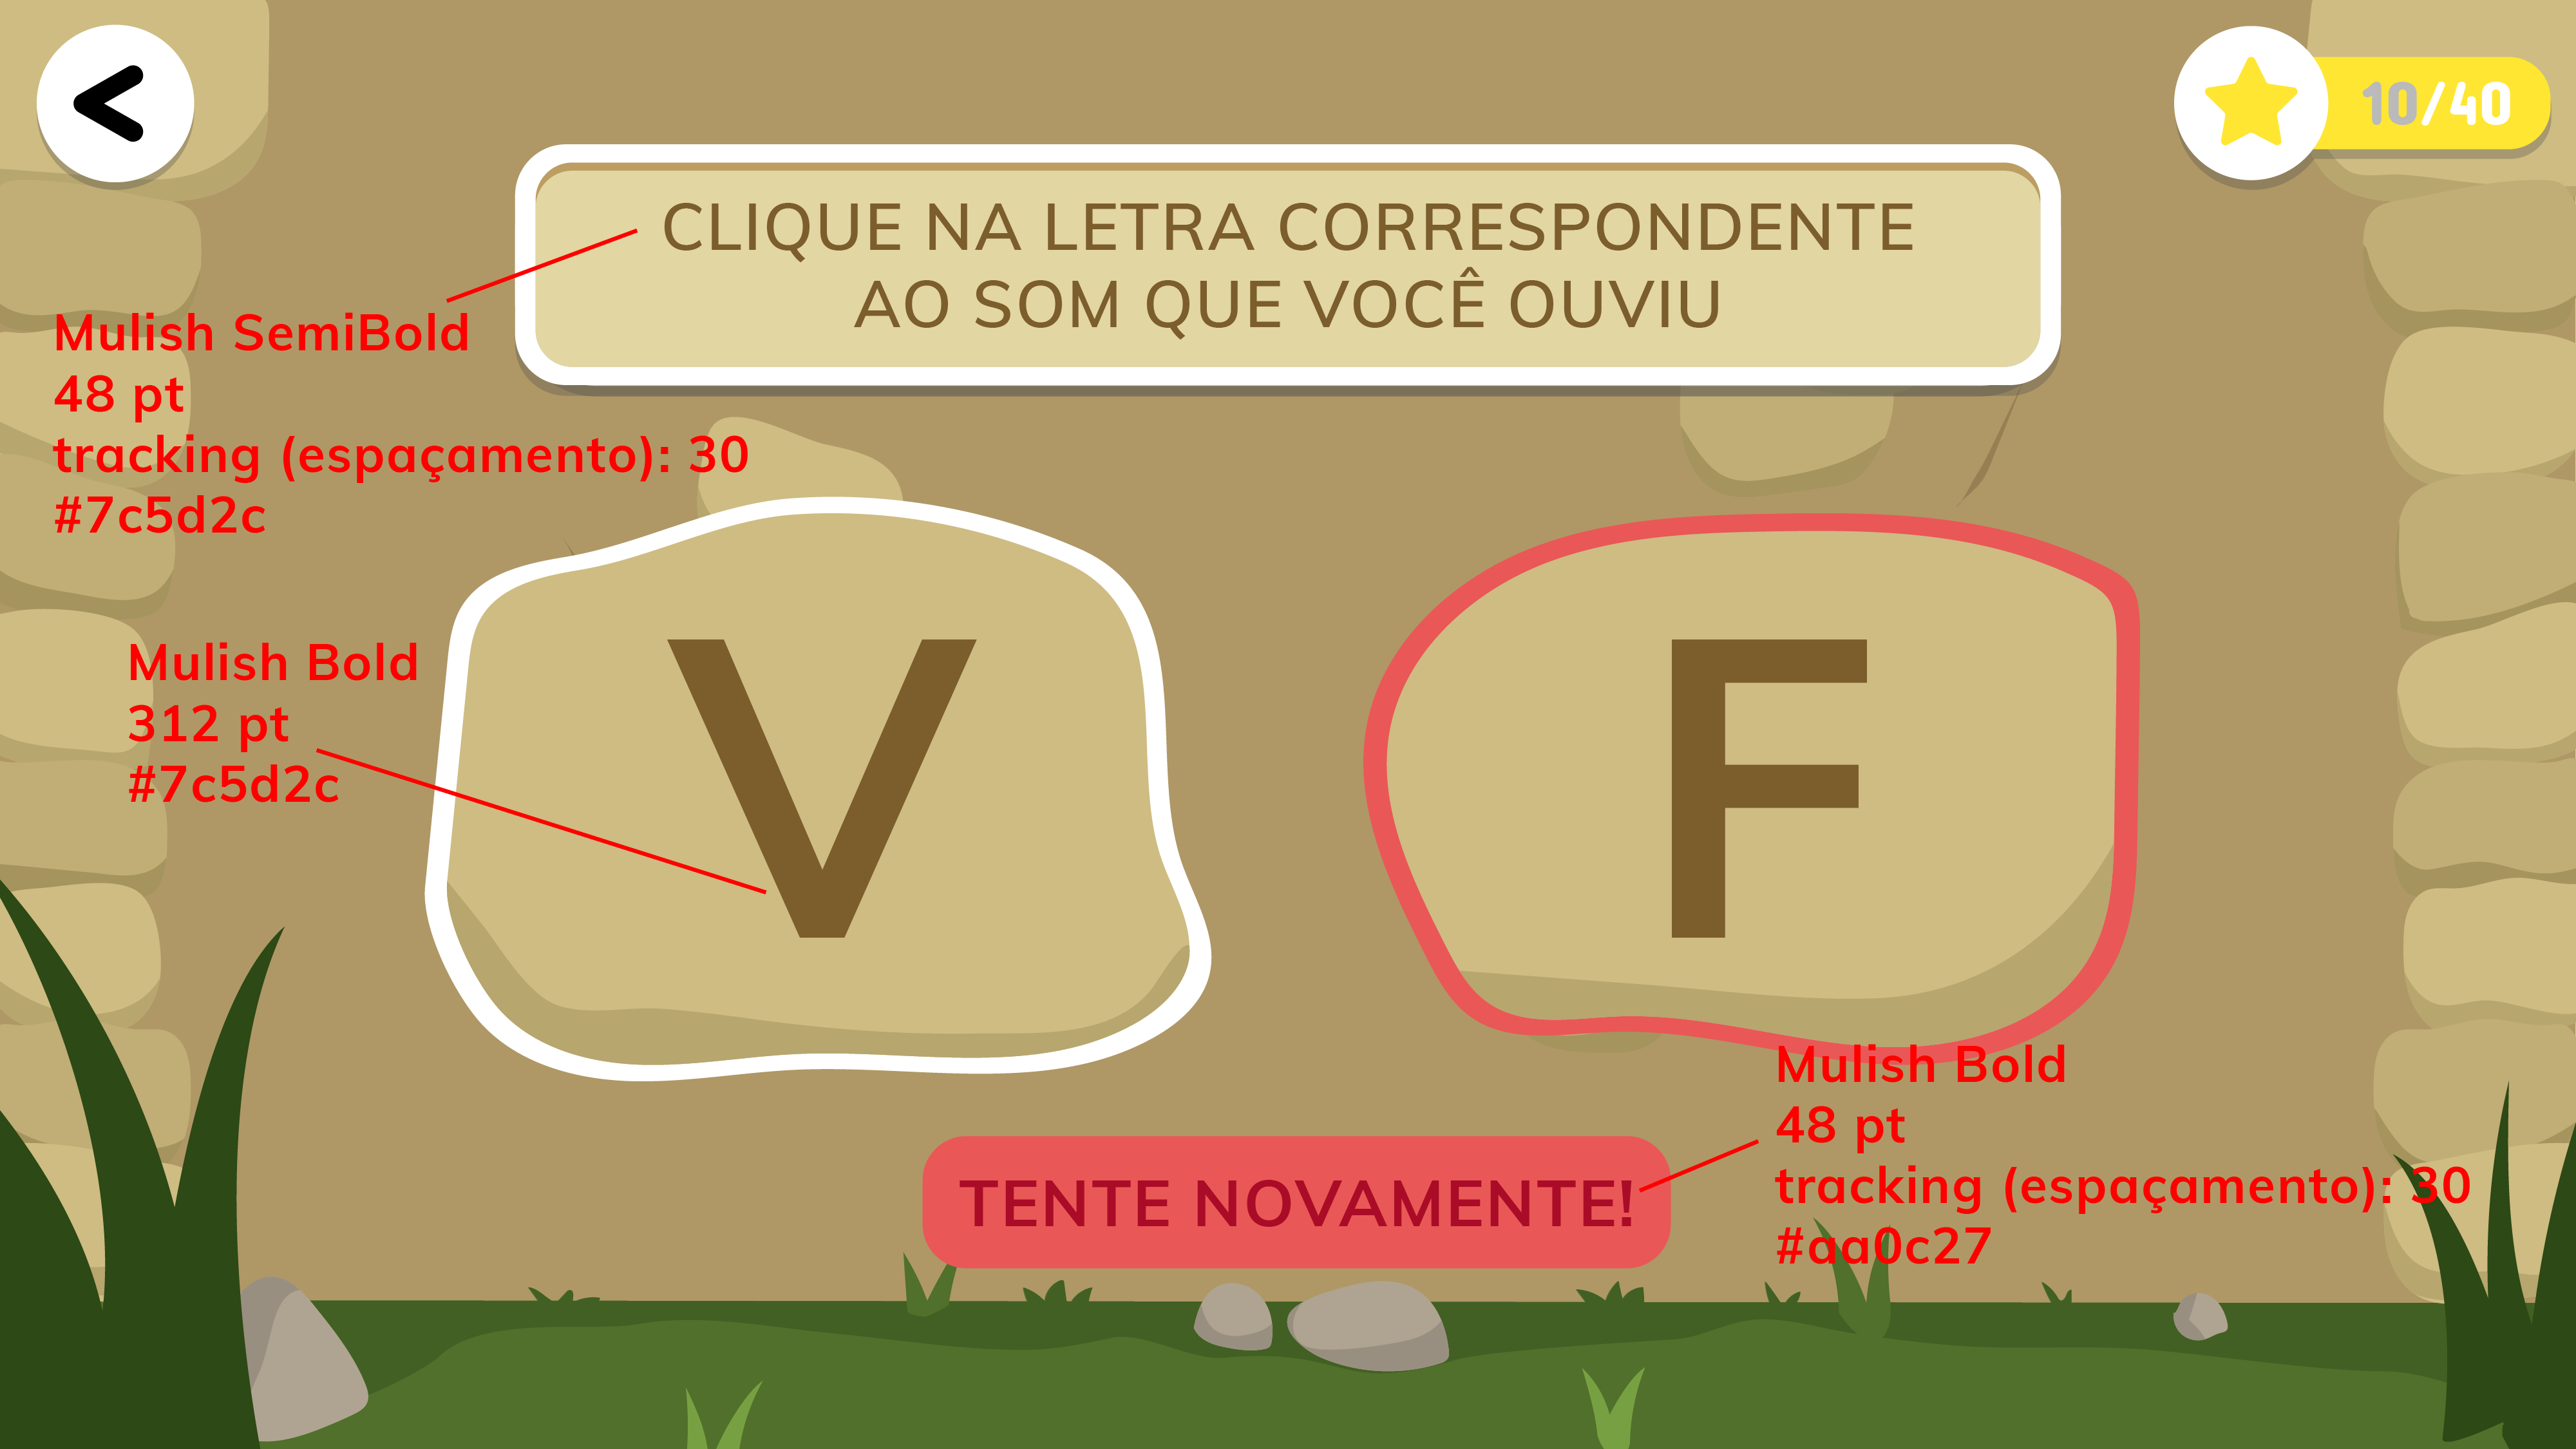 <
10/40
CLIQUE NA LETRA CORRESPONDENTE
AO SOM QUE VOCÊ OUVIU
Mulish SemiBold
48 pt
tracking (espaçamento): 30
#7c5d2c
Mulish Bold
312 pt
#7c5d2c
V
F
Mulish Bold
48 pt
tracking (espaçamento): 30
#aa0c27
TENTE NOVAMENTE!